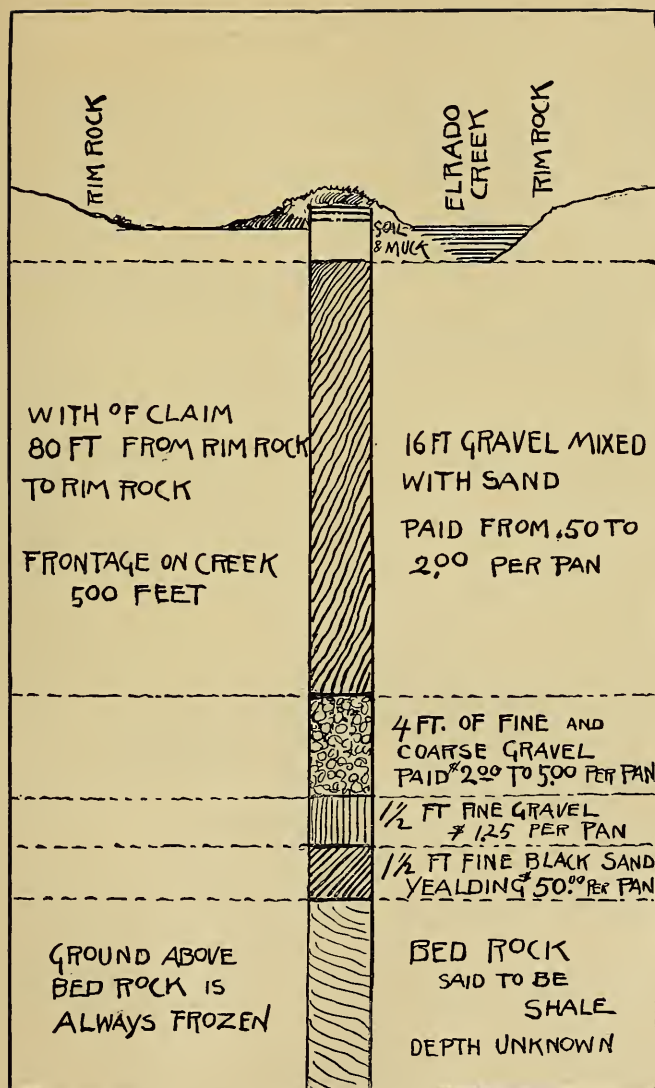 RIM ROCK
ELRADO
CREEK
RIM ROCK
SOIL
& MUCK
WITH OF CLAIM
80 FT FROM RIM ROCK
TO RIM ROCK
FRONTAGE ON CREEK
500 FEET
16 FT GRAVEL MIXED
WITH SAND
PAID FROM .50 TO
2.00 PER PAN
4 FT. OF FINE AND
COARSE GRAVEL
PAID $2.00 TO 5.00 PER PAN
1½ FT FINE GRAVEL
$ 1.25 PER PAN
1½ FT FINE BLACK SAND
YEALDING $50.00 PER PAN
GROUND ABOVE
BED ROCK IS
ALWAYS FROZEN
BED ROCK
SAID TO BE
SHALE
DEPTH UNKNOWN